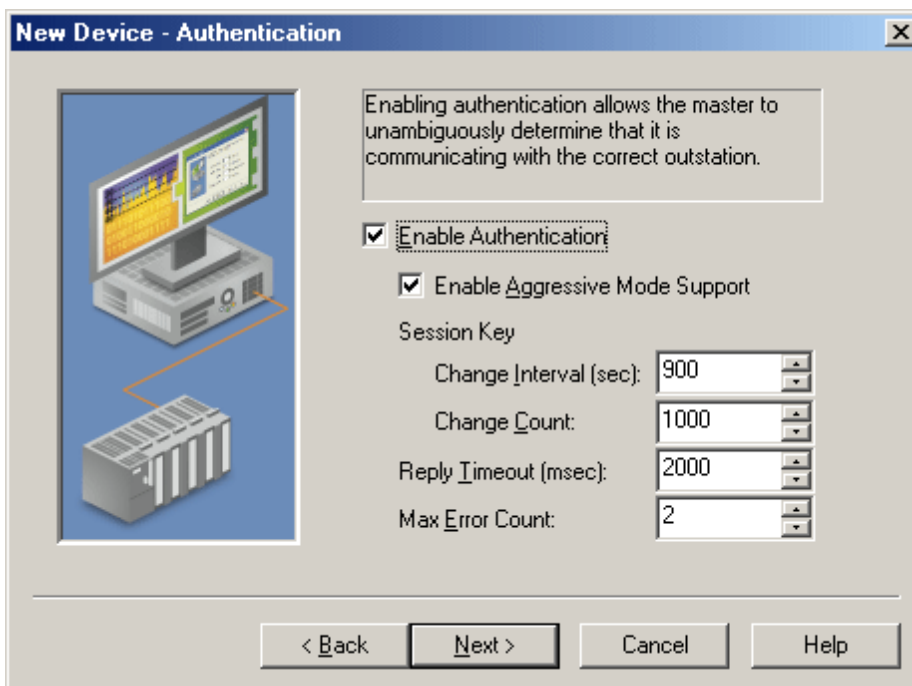 New Device - Authentication
Enabling authentication allows the master to
unambiguously determine that it is
communicating with the correct outstation.
Enable Authentication
Enable Aggressive Mode Support
Session Key
Change Interval (sec): 900
Change Count: 1000
Reply Timeout (msec): 2000
Max Error Count: 2
< Back Next > Cancel Help